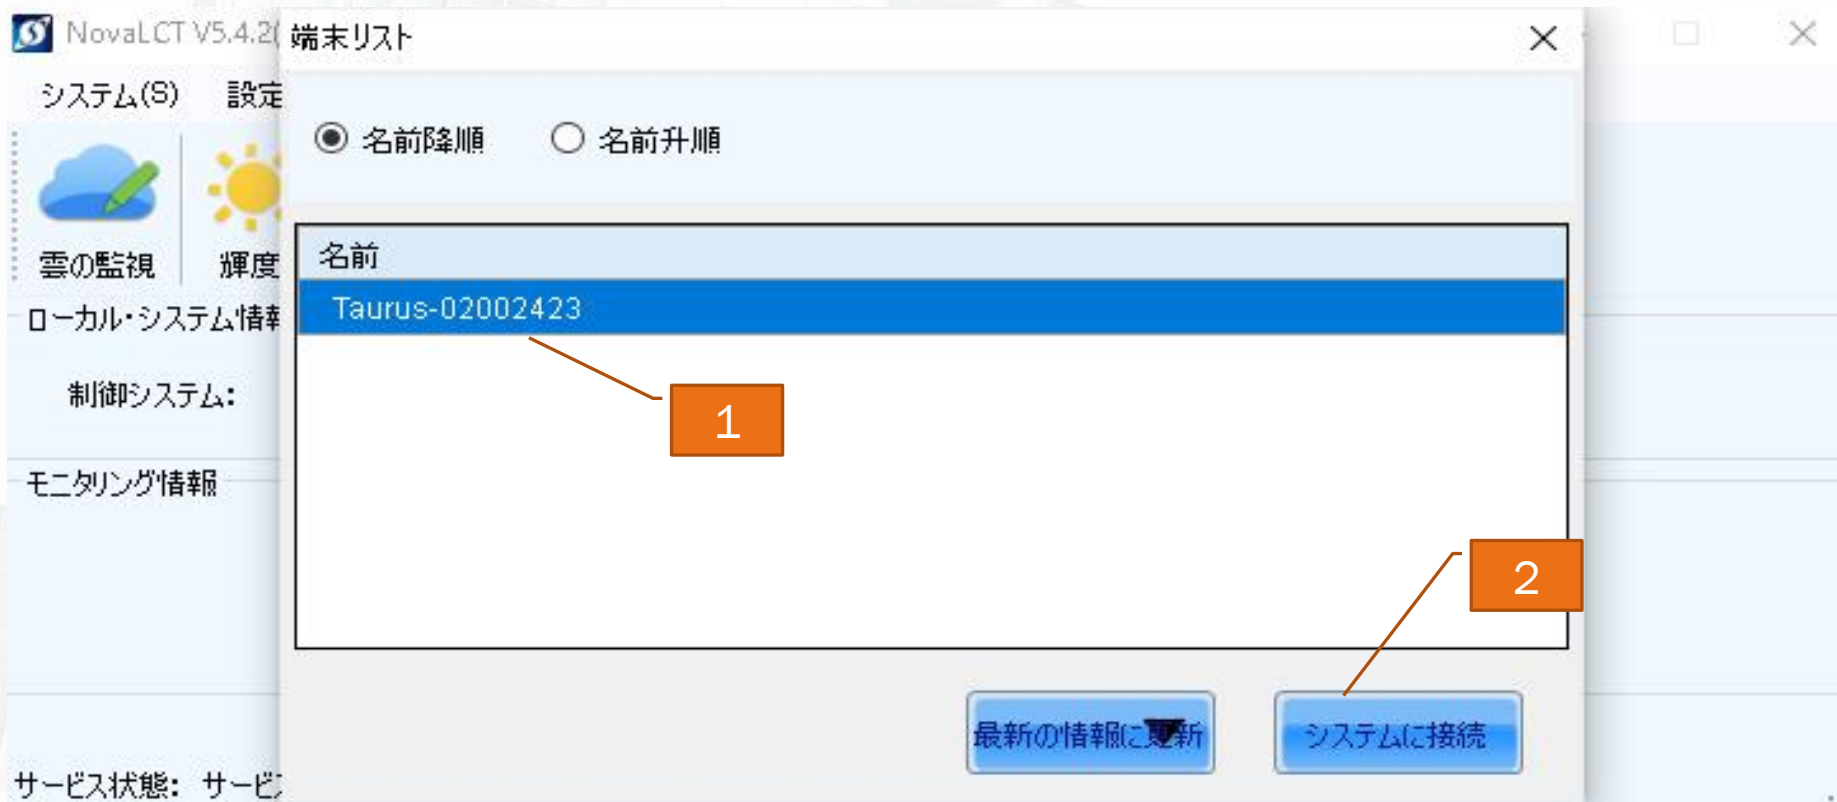 NovaLCT V5.4.2(
端末リスト
システム(S) 設定
名前降順 名前升順
雲の監視 輝度
名前
Taurus-02002423
ローカル・システム情報
制御システム:
1
モニタリング情報
2
最新の情報に更新 システムに接続
サービス状態: サービス